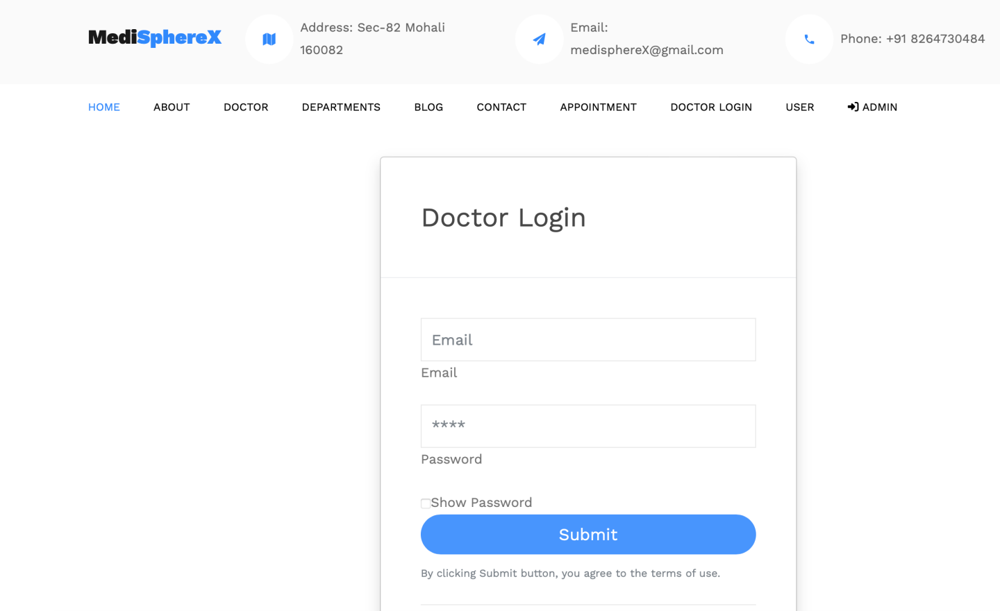 MediSphereX
Address: Sec-82 Mohali
160082
Email:
medisphereX@gmail.com
Phone: +91 8264730484
HOME ABOUT DOCTOR DEPARTMENTS BLOG CONTACT APPOINTMENT DOCTOR LOGIN USER ADMIN
Doctor Login
Email
Email
****
Password
Show Password
Submit
By clicking Submit button, you agree to the terms of use.